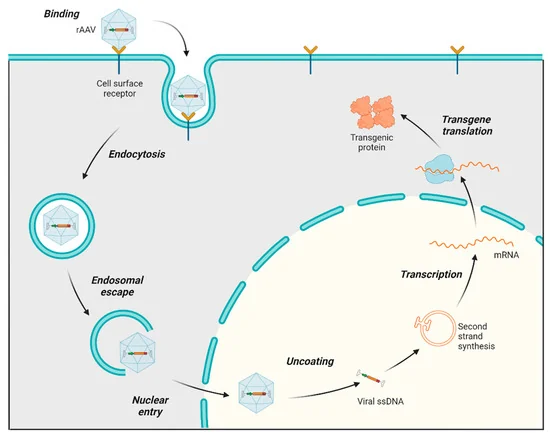 Binding
rAAV
Cell surface
receptor
Endocytosis
Endosomal
escape
Nuclear
entry
Uncoating
Viral ssDNA
Second
strand
synthesis
Transcription
mRNA
Transgene
translation
Transgenic
protein